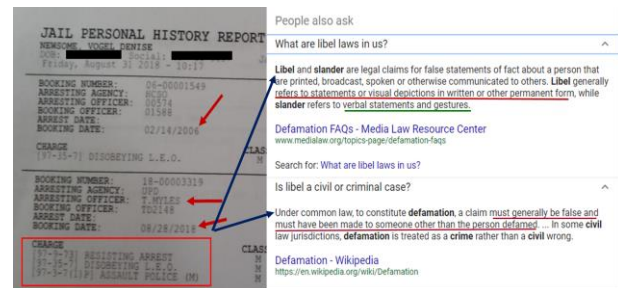 JAIL PERSONAL HISTORY REPORT
NEWSOME, VOGEL DENISE
DOB: Social:
Friday, August 31 2018 - 10:17
BOOKING NUMBER: 06-00001549
ARRESTING AGENCY: HCSO
ARRESTING OFFICER: 00574
BOOKING OFFICER: 01588
ARREST DATE:
BOOKING DATE: 02/14/2006
CHARGE CLAS
[97-35-7] DISOBEYING L.E.O. M
BOOKING NUMBER: 18-00003319
ARRESTING AGENCY: UPD
ARRESTING OFFICER: T.MYLES
BOOKING OFFICER: TD2148
ARREST DATE:
BOOKING DATE: 08/28/2018
CHARGE CLAS
[97-9-73] RESISTING ARREST M
[97-35-7] DISOBEYING L.E.O. M
[97-3-7(1)P] ASSAULT POLICE (M) M
People also ask
What are libel laws in us?
Libel and slander are legal claims for false statements of fact about a person that
are printed, broadcast, spoken or otherwise communicated to others. Libel generally
refers to statements or visual depictions in written or other permanent form, while
slander refers to verbal statements and gestures.
Defamation FAQs - Media Law Resource Center
www.medialaw.org/topics-page/defamation-faqs
Search for: What are libel laws in us?
Is libel a civil or criminal case?
Under common law, to constitute defamation, a claim must generally be false and
must have been made to someone other than the person defamed. ... In some civil
law jurisdictions, defamation is treated as a crime rather than a civil wrong.
Defamation - Wikipedia
https://en.wikipedia.org/wiki/Defamation